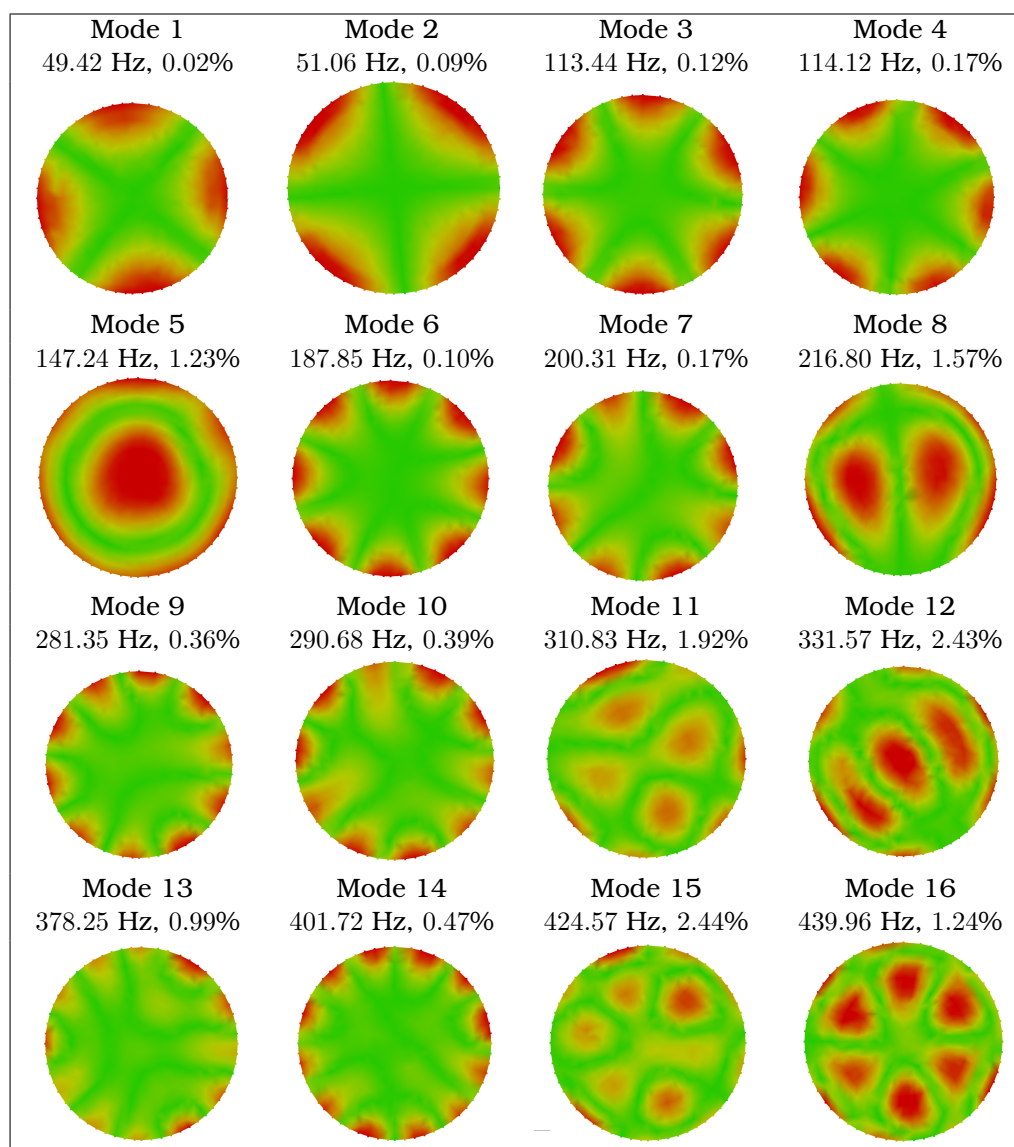 Mode 1 Mode 2 Mode 3 Mode 4
49.42 Hz, 0.02% 51.06 Hz, 0.09% 113.44 Hz, 0.12% 114.12 Hz, 0.17%
Mode 5 Mode 6 Mode 7 Mode 8
147.24 Hz, 1.23% 187.85 Hz, 0.10% 200.31 Hz, 0.17% 216.80 Hz, 1.57%
Mode 9 Mode 10 Mode 11 Mode 12
281.35 Hz, 0.36% 290.68 Hz, 0.39% 310.83 Hz, 1.92% 331.57 Hz, 2.43%
Mode 13 Mode 14 Mode 15 Mode 16
378.25 Hz, 0.99% 401.72 Hz, 0.47% 424.57 Hz, 2.44% 439.96 Hz, 1.24%